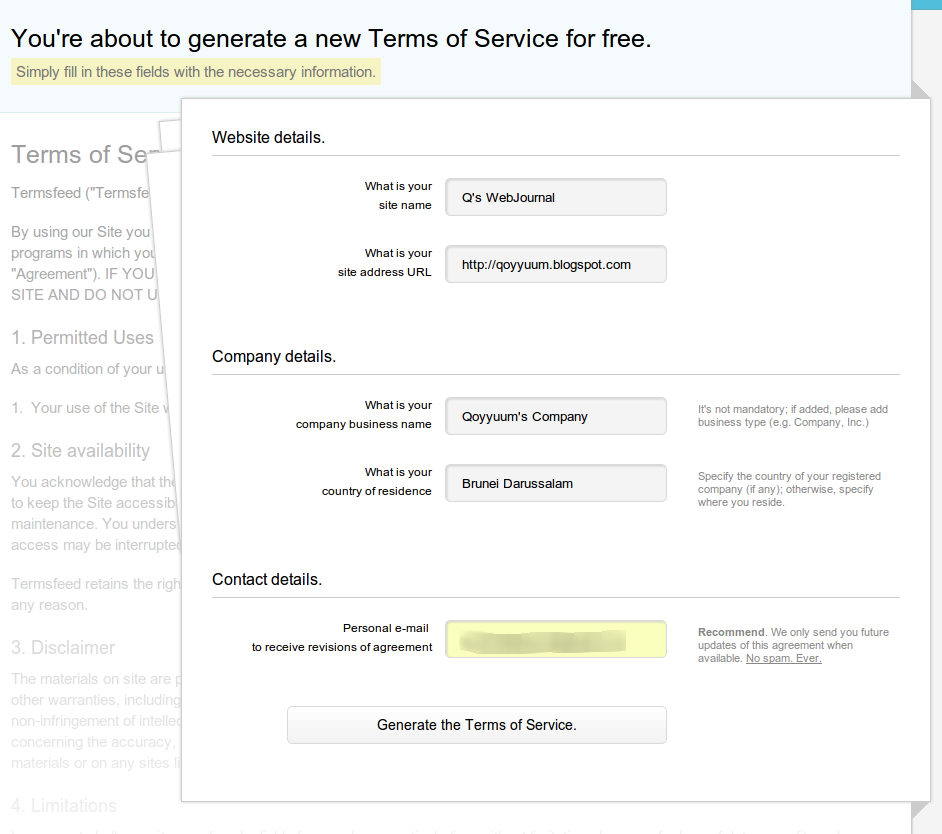 You're about to generate a new Terms of Service for free.
Simply fill in these fields with the necessary information.
Terms of Ser
Termsfeed ("Termsfe
By using our Site you
programs in which you
"Agreement"). IF YOU
SITE AND DO NOT U
1. Permitted Uses
As a condition of your u
1. Your use of the Site w
2. Site availability
You acknowledge that the
to keep the Site accessib
maintenance. You unders
access may be interrupted
Termsfeed retains the righ
any reason.
3. Disclaimer
The materials on site are p
other warranties, including
non-infringement of intellec
concerning the accuracy,
materials or on any sites li
4. Limitations
Website details.
What is your
site name
Q's WebJournal
What is your
site address URL
http://qoyyuum.blogspot.com
Company details.
What is your
company business name
Qoyyuum's Company
It's not mandatory; if added, please add
business type (e.g. Company, Inc.)
What is your
country of residence
Brunei Darussalam
Specify the country of your registered
company (if any); otherwise, specify
where you reside.
Contact details.
Personal e-mail
to receive revisions of agreement
Recommend. We only send you future
updates of this agreement when
available. No spam. Ever.
Generate the Terms of Service.